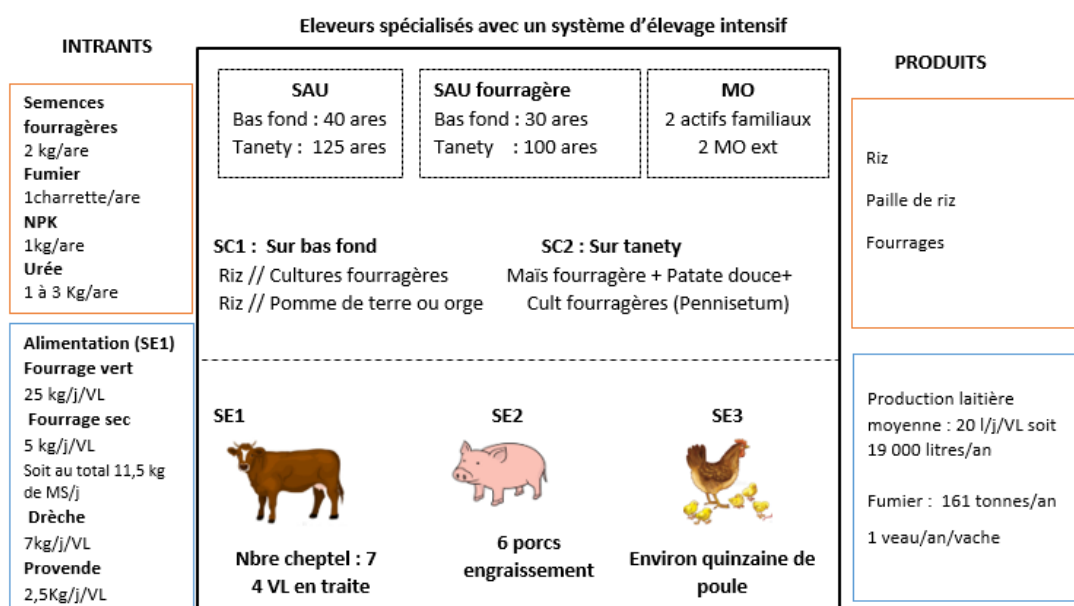 Eleveurs spécialisés avec un système d'élevage intensif
INTRANTS
Semences
fourragères
2 kg/are
Fumier
1charrette/are
NPK
1kg/are
Urée
1 à 3 Kg/are
Alimentation (SE1)
Fourrage vert
25 kg/j/VL
Fourrage sec
5 kg/j/VL
Soit au total 11,5 kg
de MS/j
Drèche
7kg/j/VL
Provende
2,5Kg/j/VL
SAU
Bas fond : 40 ares
Tanety : 125 ares
SAU fourragère
Bas fond : 30 ares
Tanety : 100 ares
MO
2 actifs familiaux
2 MO ext
SC1 : Sur bas fond
Riz // Cultures fourragères
Riz // Pomme de terre ou orge
SC2 : Sur tanety
Maïs fourragère + Patate douce+
Cult fourragères (Pennisetum)
SE1
Nbre cheptel : 7
4 VL en traite
SE2
6 porcs
engraissement
SE3
Environ quinzaine de
poule
PRODUITS
Riz
Paille de riz
Fourrages
Production laitière
moyenne : 20 l/j/VL soit
19 000 litres/an
Fumier : 161 tonnes/an
1 veau/an/vache